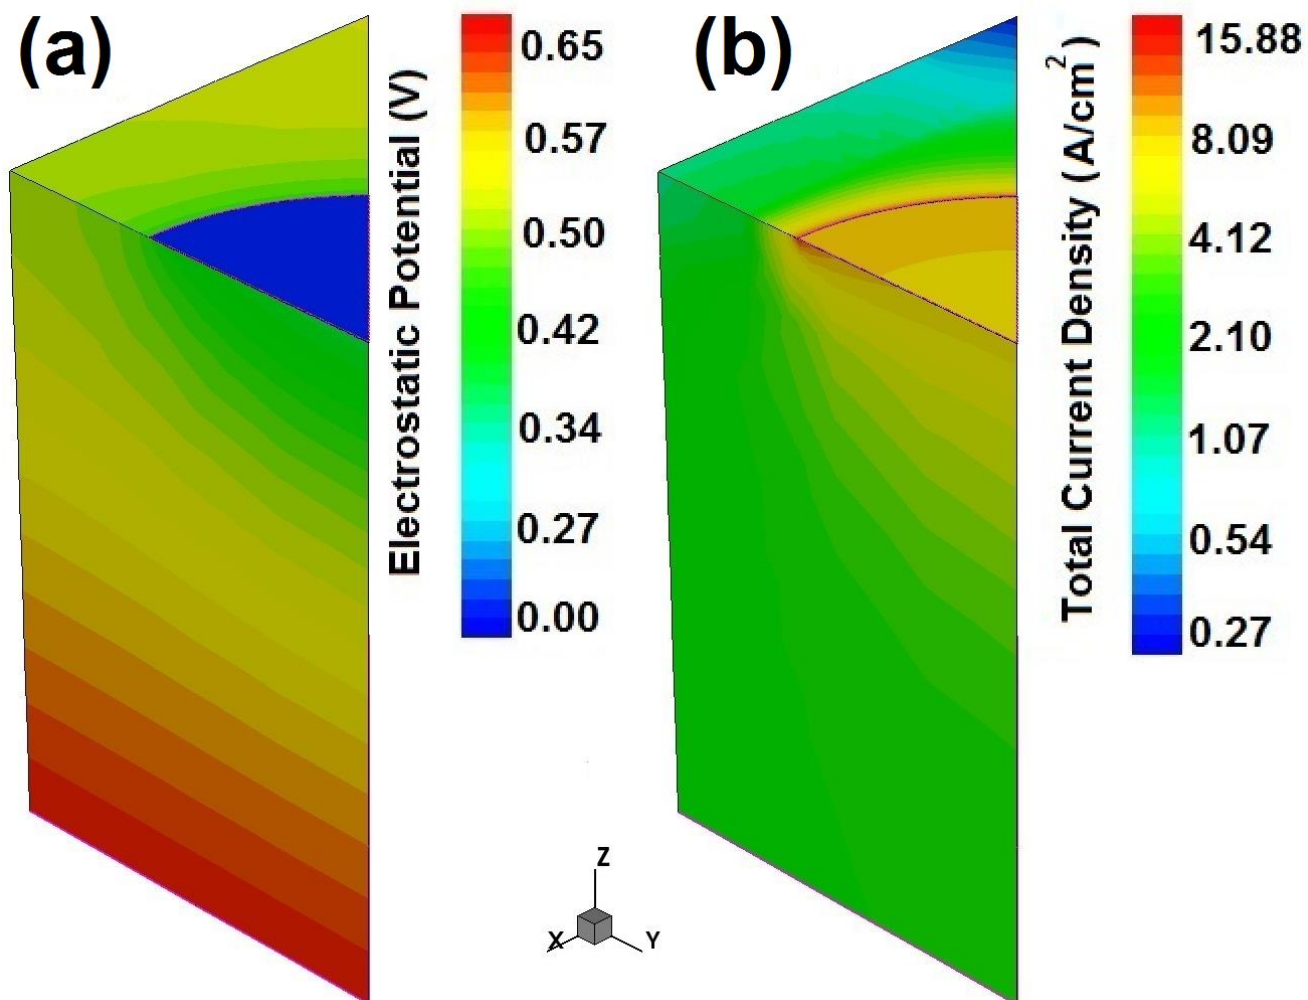 (a)
Electrostatic Potential (V)
0.65
0.57
0.50
0.42
0.34
0.27
0.00
(b)
Total Current Density (A/cm²)
15.88
8.09
4.12
2.10
1.07
0.54
0.27
Z
X
Y